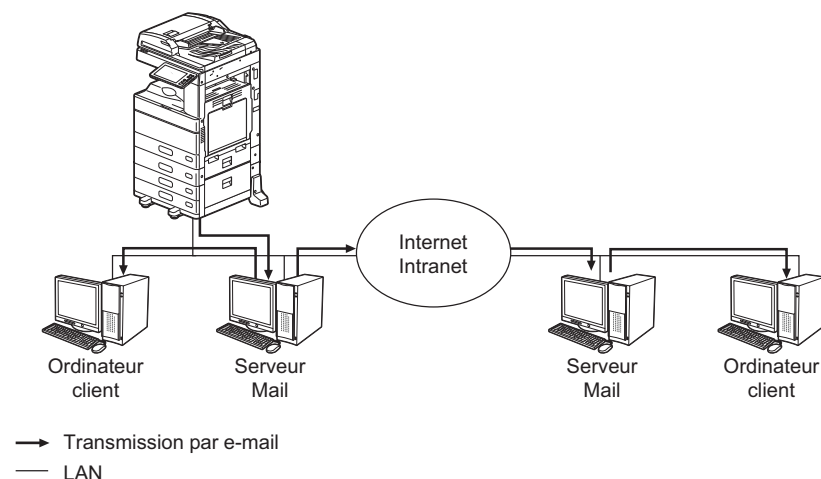 Internet
Intranet
Ordinateur
client
Serveur
Mail
Serveur
Mail
Ordinateur
client
Transmission par e-mail
LAN